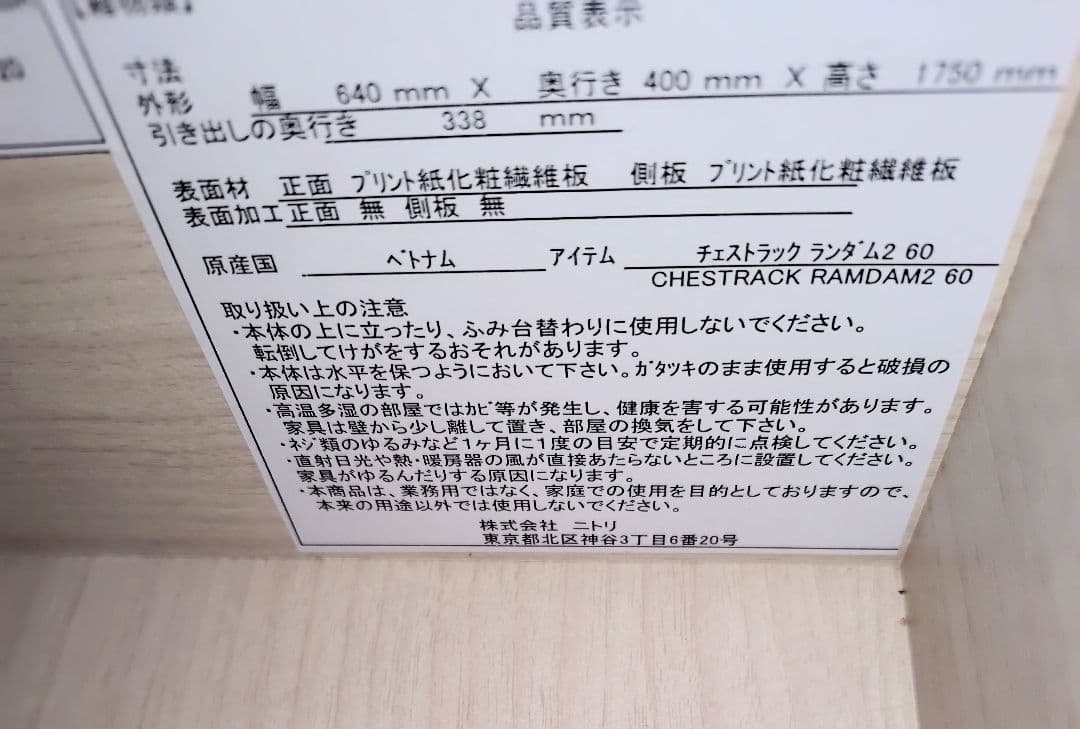 品質表示
寸法
外形 幅 640 mm X 奥行き 400 mm X 高さ 1750 mm
引き出しの奥行き 338 mm
表面材 正面 プリント紙化粧繊維板 側板 プリント紙化粧繊維板
表面加工 正面 無 側板 無
原産国 ベトナム アイテム チェストラック ランダム2 60
CHESTRACK RAMDAM2 60
取り扱い上の注意
・本体の上に立ったり、ふみ台替わりに使用しないでください。
転倒してけがをするおそれがあります。
・本体は水平を保つようにおいて下さい。ガタツキのまま使用すると破損の
原因になります。
・高温多湿の部屋ではカビ等が発生し、健康を害する可能性があります。
家具は壁から少し離して置き、部屋の換気をして下さい。
・ネジ類のゆるみなど1ヶ月に1度の目安で定期的に点検してください。
・直射日光や熱・暖房器の風が直接あたらないところに設置してください。
家具がゆるんだりする原因になります。
・本商品は、業務用ではなく、家庭での使用を目的としておりますので、
本来の用途以外では使用しないでください。
株式会社 ニトリ
東京都北区神谷3丁目6番20号